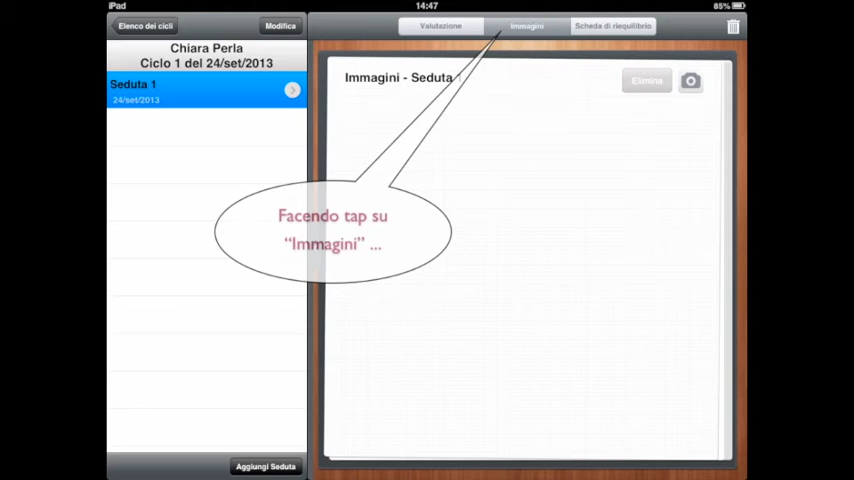 iPad 14:47 85%
Elenco dei cicli Modifica Valutazione Immagini Scheda di riequilibrio
Chiara Perla
Ciclo 1 del 24/set/2013
Seduta 1
24/set/2013
Immagini - Seduta 1
Elimina
Facendo tap su
“Immagini” ...
Aggiungi Seduta